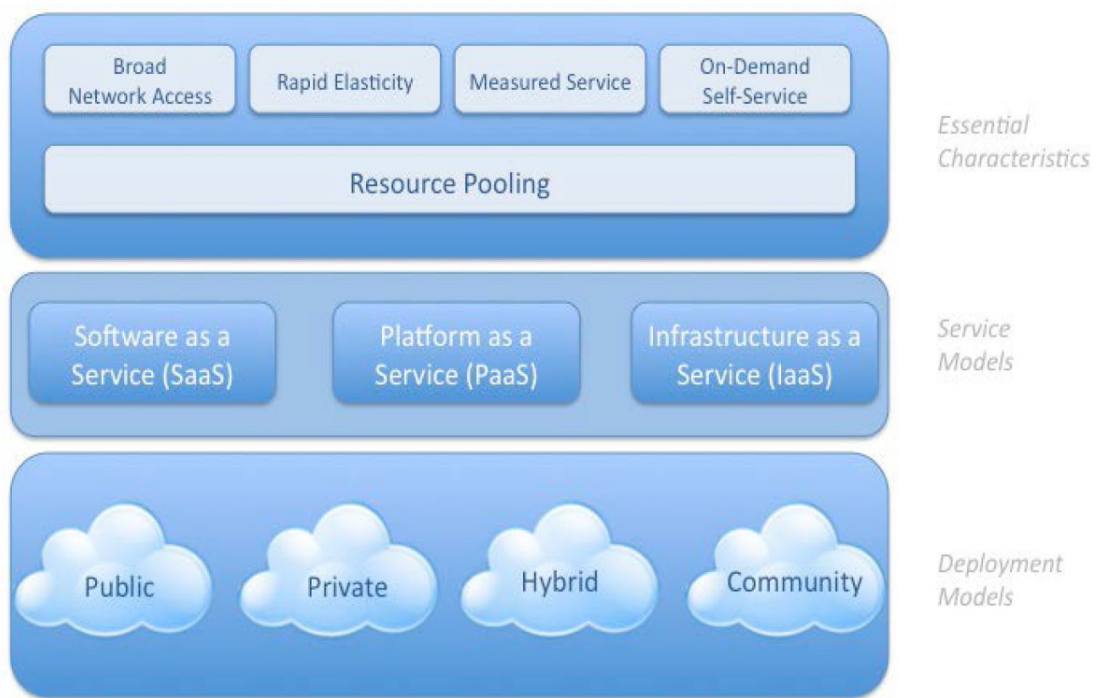 Broad
Network Access
Rapid Elasticity
Measured Service
On-Demand
Self-Service
Resource Pooling
Essential
Characteristics
Software as a
Service (SaaS)
Platform as a
Service (PaaS)
Infrastructure as a
Service (IaaS)
Service
Models
Public
Private
Hybrid
Community
Deployment
Models